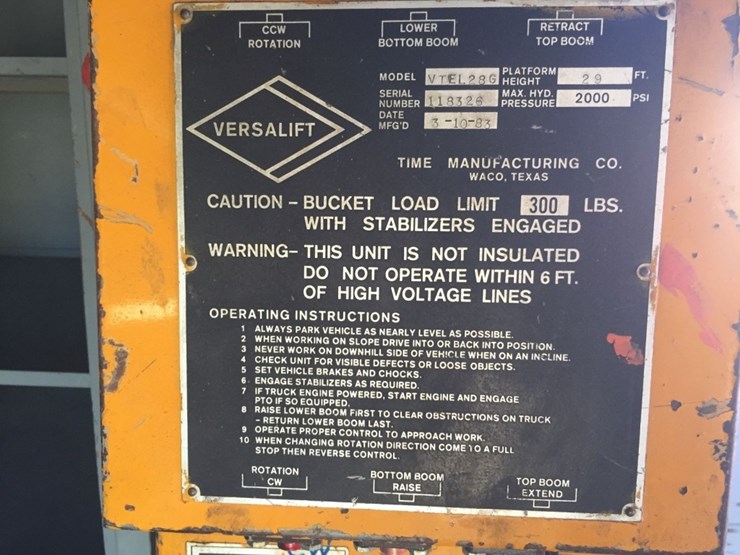 CCW
ROTATION
LOWER
BOTTOM BOOM
RETRACT
TOP BOOM
MODEL VTEL28G PLATFORM HEIGHT 29 FT.
SERIAL NUMBER 118326 MAX. HYD. PRESSURE 2000 PSI
DATE MFG'D 3-10-83
VERSALIFT
TIME MANUFACTURING CO.
WACO, TEXAS
CAUTION - BUCKET LOAD LIMIT 300 LBS.
WITH STABILIZERS ENGAGED
WARNING- THIS UNIT IS NOT INSULATED
DO NOT OPERATE WITHIN 6 FT.
OF HIGH VOLTAGE LINES
OPERATING INSTRUCTIONS
1 ALWAYS PARK VEHICLE AS NEARLY LEVEL AS POSSIBLE.
2 WHEN WORKING ON SLOPE DRIVE INTO OR BACK INTO POSITION.
3 NEVER WORK ON DOWNHILL SIDE OF VEHICLE WHEN ON AN INCLINE.
4 CHECK UNIT FOR VISIBLE DEFECTS OR LOOSE OBJECTS.
5 SET VEHICLE BRAKES AND CHOCKS.
6 ENGAGE STABILIZERS AS REQUIRED.
7 IF TRUCK ENGINE POWERED, START ENGINE AND ENGAGE
PTO IF SO EQUIPPED.
8 RAISE LOWER BOOM FIRST TO CLEAR OBSTRUCTIONS ON TRUCK
- RETURN LOWER BOOM LAST.
9 OPERATE PROPER CONTROL TO APPROACH WORK.
10 WHEN CHANGING ROTATION DIRECTION COME TO A FULL
STOP THEN REVERSE CONTROL.
ROTATION
CW
BOTTOM BOOM
RAISE
TOP BOOM
EXTEND